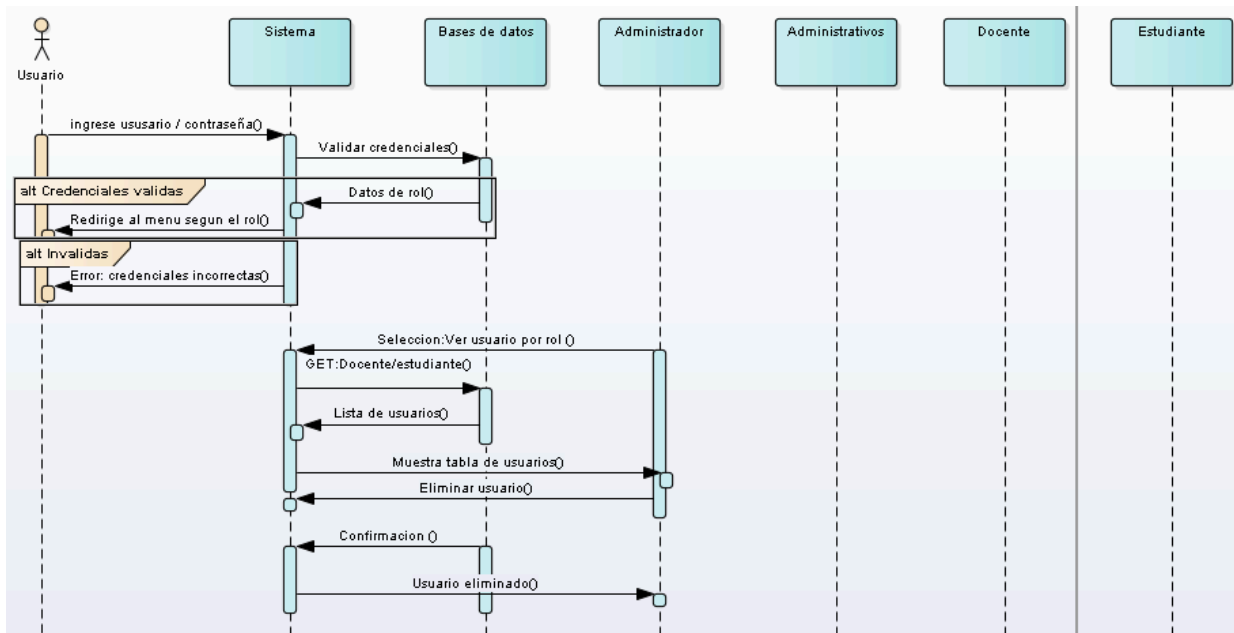 Usuario
Sistema
Bases de datos
Administrador
Administrativos
Docente
Estudiante
ingrese ususario / contraseña()
Validar credenciales()
alt Credenciales validas
Datos de rol()
Redirige al menu segun el rol()
alt Invalidas
Error: credenciales incorrectas()
Seleccion:Ver usuario por rol ()
GET:Docente/estudiante()
Lista de usuarios()
Muestra tabla de usuarios()
Eliminar usuario()
Confirmacion ()
Usuario eliminado()